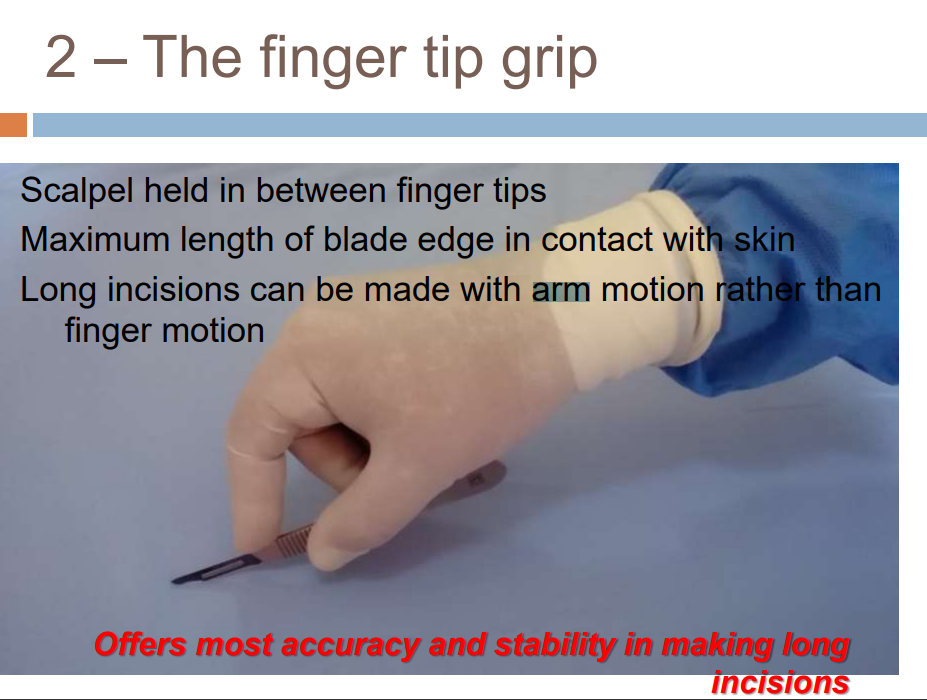 2 – The finger tip grip
Scalpel held in between finger tips
Maximum length of blade edge in contact with skin
Long incisions can be made with arm motion rather than
finger motion
Offers most accuracy and stability in making long
incisions